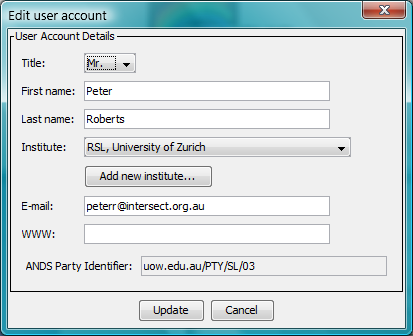 Edit user account
User Account Details
Title: Mr.
First name: Peter
Last name: Roberts
Institute: RSL, University of Zurich
Add new institute...
E-mail: peterr@intersect.org.au
WWW:
ANDS Party Identifier: uow.edu.au/PTY/SL/03
Update Cancel